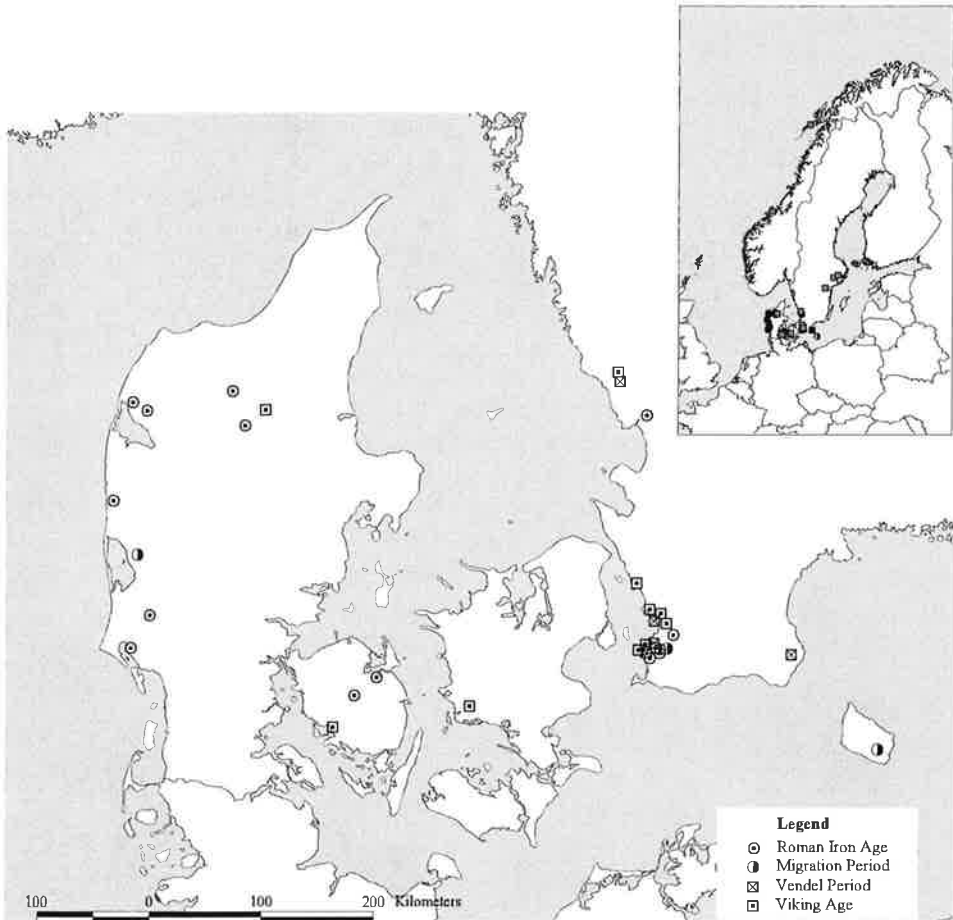 Legend
Roman Iron Age
Migration Period
Vendel Period
Viking Age
100 0 100 200 Kilometers